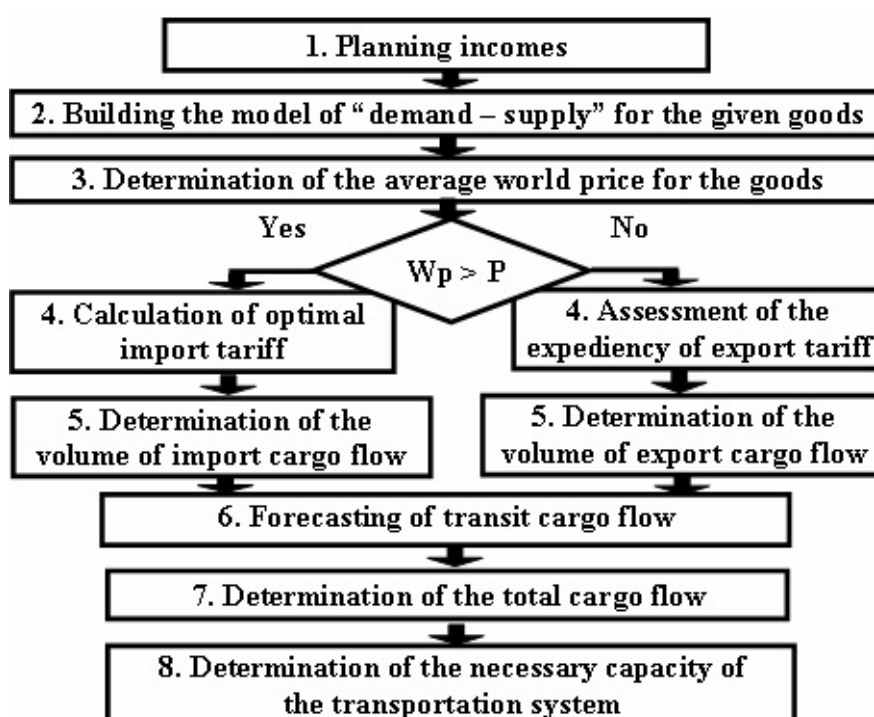 1. Planning incomes
2. Building the model of “demand – supply” for the given goods
3. Determination of the average world price for the goods
Yes
No
Wp > P
4. Calculation of optimal
import tariff
4. Assessment of the
expediency of export tariff
5. Determination of the
volume of import cargo flow
5. Determination of the
volume of export cargo flow
6. Forecasting of transit cargo flow
7. Determination of the total cargo flow
8. Determination of the necessary capacity of
the transportation system